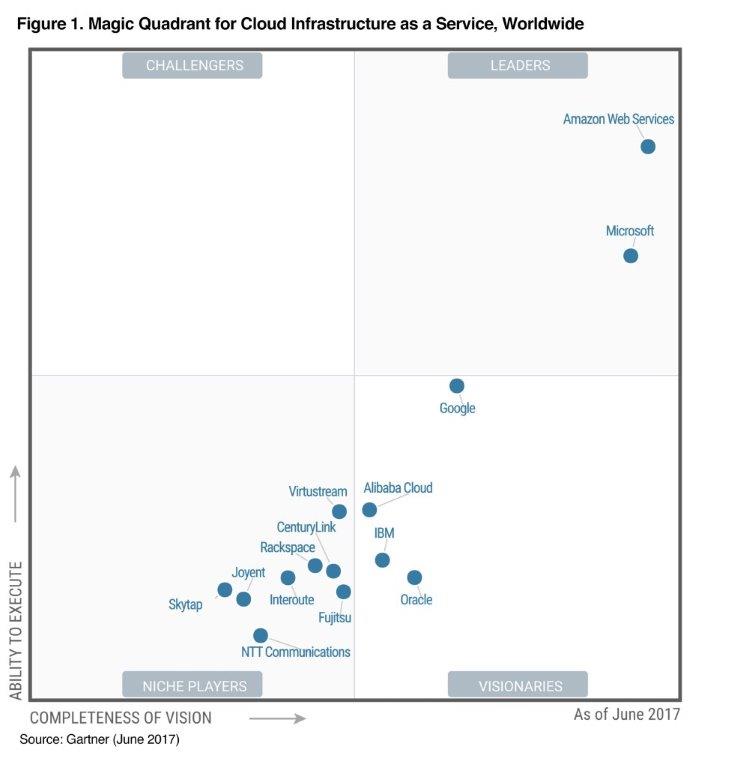 Figure 1. Magic Quadrant for Cloud Infrastructure as a Service, Worldwide
CHALLENGERS
LEADERS
Amazon Web Services
Microsoft
Google
Virtustream
Alibaba Cloud
CenturyLink
IBM
Rackspace
Joyent
Skytap
Interoute
Oracle
Fujitsu
NTT Communications
ABILITY TO EXECUTE
NICHE PLAYERS
VISIONARIES
COMPLETENESS OF VISION
As of June 2017
Source: Gartner (June 2017)